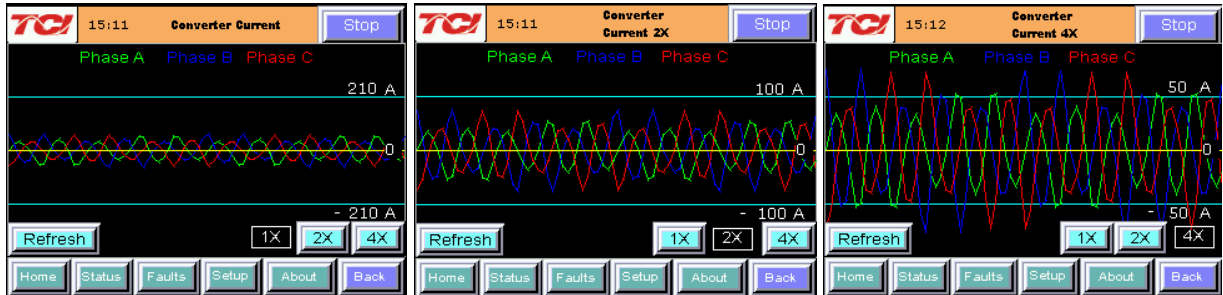 TCI 15:11 Converter Current Stop
Phase A Phase B Phase C
210 A
0
- 210 A
Refresh 1X 2X 4X
Home Status Faults Setup About Back
TCI 15:11 Converter Current 2X Stop
Phase A Phase B Phase C
100 A
0
- 100 A
Refresh 1X 2X 4X
Home Status Faults Setup About Back
TCI 15:12 Converter Current 4X Stop
Phase A Phase B Phase C
50 A
0
- 50 A
Refresh 1X 2X 4X
Home Status Faults Setup About Back